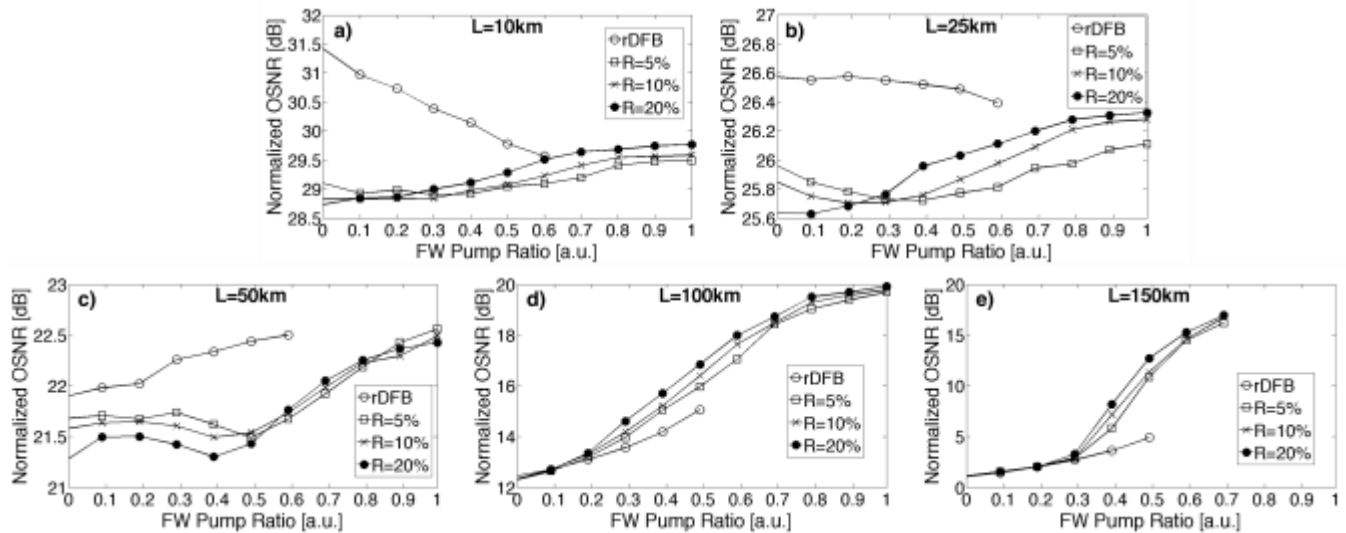 a)
L=10km
Normalized OSNR [dB]
32
31.5
31
30.5
30
29.5
29
28.5
0 0.1 0.2 0.3 0.4 0.5 0.6 0.7 0.8 0.9 1
FW Pump Ratio [a.u.]
rDFB
R=5%
R=10%
R=20%
b)
L=25km
Normalized OSNR [dB]
27
26.8
26.6
26.4
26.2
26
25.8
25.6
0 0.1 0.2 0.3 0.4 0.5 0.6 0.7 0.8 0.9 1
FW Pump Ratio [a.u.]
rDFB
R=5%
R=10%
R=20%
c)
L=50km
Normalized OSNR [dB]
23
22.5
22
21.5
21
0 0.1 0.2 0.3 0.4 0.5 0.6 0.7 0.8 0.9 1
FW Pump Ratio [a.u.]
rDFB
R=5%
R=10%
R=20%
d)
L=100km
Normalized OSNR [dB]
20
18
16
14
12
0 0.1 0.2 0.3 0.4 0.5 0.6 0.7 0.8 0.9 1
FW Pump Ratio [a.u.]
rDFB
R=5%
R=10%
R=20%
e)
L=150km
Normalized OSNR [dB]
20
15
10
5
0
0 0.1 0.2 0.3 0.4 0.5 0.6 0.7 0.8 0.9 1
FW Pump Ratio [a.u.]
rDFB
R=5%
R=10%
R=20%